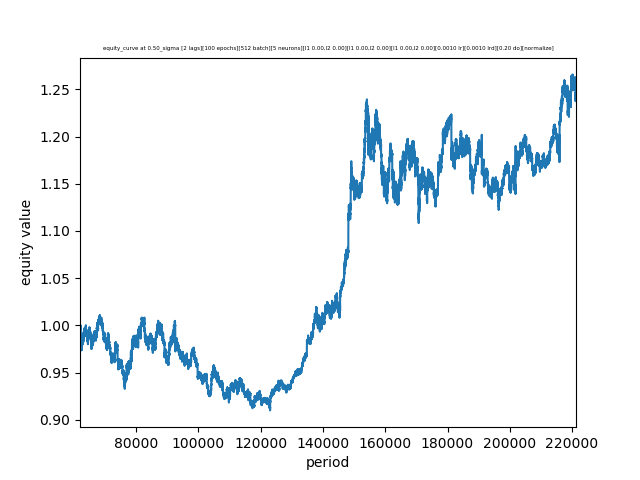 equity_curve at 0.50_sigma [2 lags][100 epochs][512 batch][5 neurons][l1 0.00,l2 0.00][l1 0.00,l2 0.00][l1 0.00,l2 0.00][0.0010 lr][0.0010 lrd][0.20 do][normalize]
1.25
1.20
1.15
1.10
1.05
1.00
0.95
0.90
equity value
80000 100000 120000 140000 160000 180000 200000 220000
period